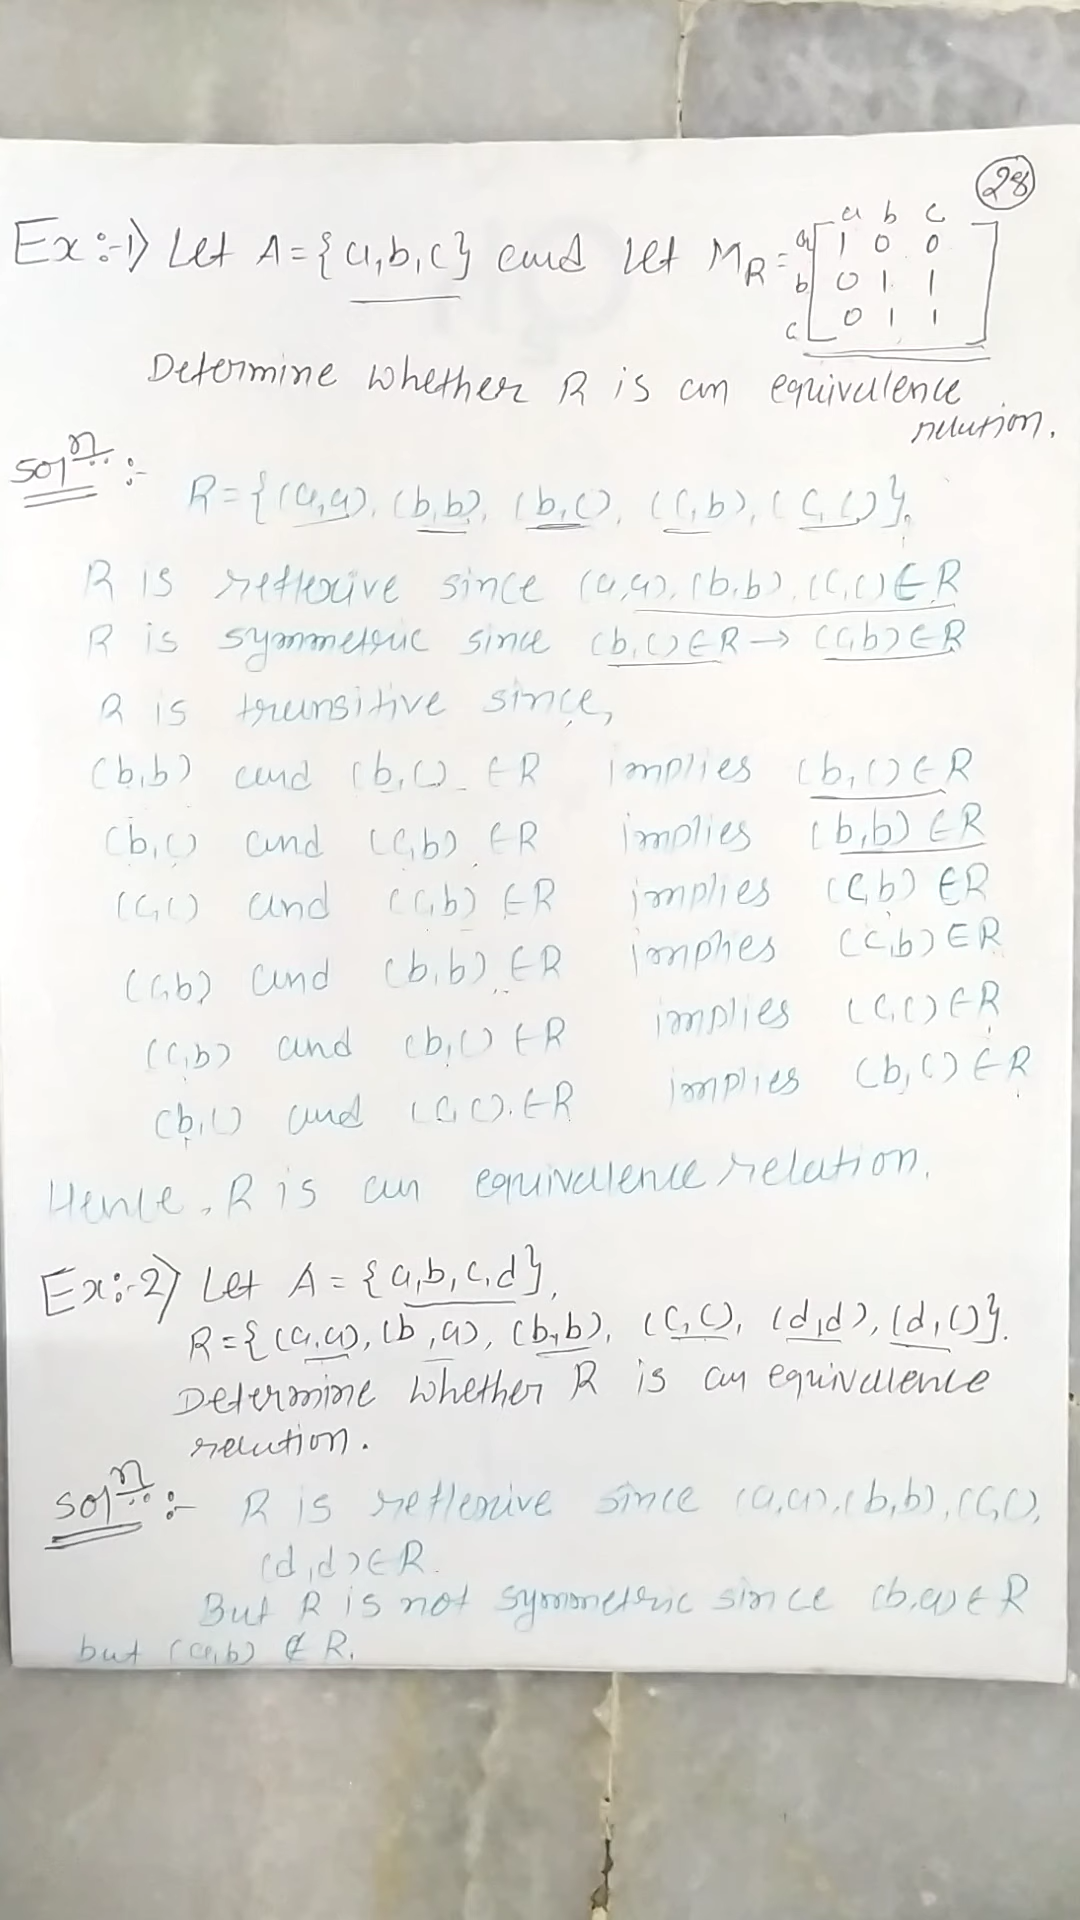 28
a b c
Ex:-1) Let A={a,b,c} and let MR = a [1 0 0
b 0 1 1
c 0 1 1]
Determine whether R is an equivalence
relation.
Solⁿ :-
R={(a,a), (b,b), (b,c), (c,b), (c,c)}.
R is reflexive since (a,a), (b,b), (c,c)∈R
R is symmetric since (b,c)∈R → (c,b)∈R
R is transitive since,
(b,b) and (b,c) ∈R implies (b,c)∈R
(b,c) and (c,b) ∈R implies (b,b)∈R
(c,c) and (c,b) ∈R implies (c,b) ∈R
(c,b) and (b,b) ∈R implies (c,b)∈R
(c,b) and (b,c) ∈R implies (c,c)∈R
(b,c) and (c,c). ∈R implies (b,c)∈R
Hence, R is an equivalence relation.
Ex:-2) Let A={a,b,c,d},
R={(a,a), (b,a), (b,b), (c,c), (d,d), (d,c)}.
Determine whether R is an equivalence
relation.
Solⁿ :- R is reflexive since (a,a), (b,b), (c,c),
(d,d)∈R.
But R is not symmetric since (b,a)∈R
but (a,b) ∉ R.